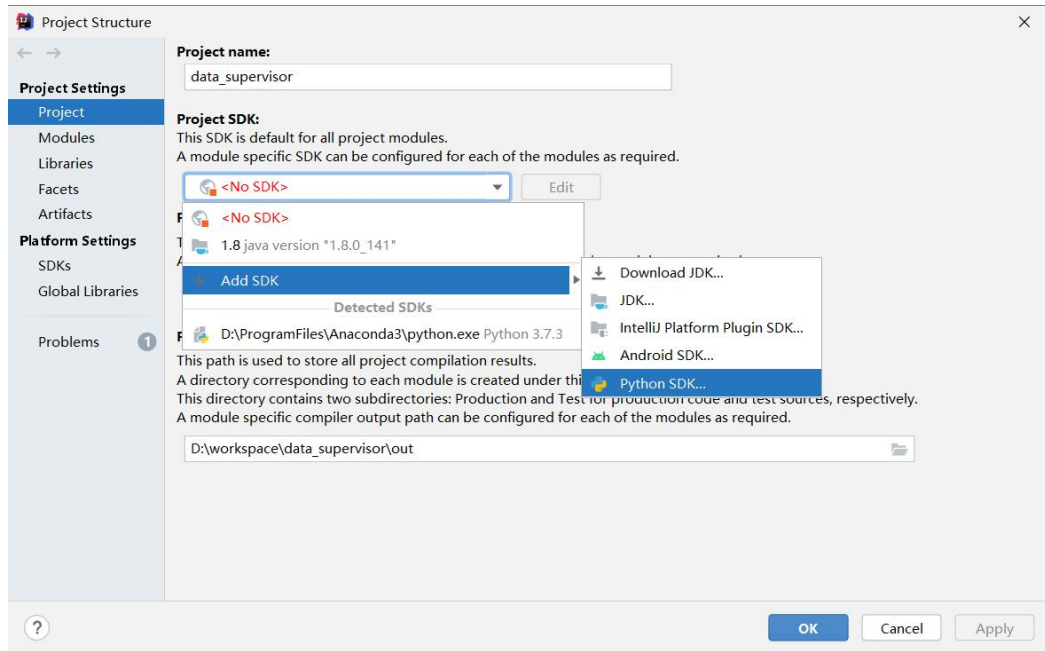 Project Structure
Project Settings
Project
Modules
Libraries
Facets
Artifacts
Platform Settings
SDKs
Global Libraries
Problems 1
Project name:
data_supervisor
Project SDK:
This SDK is default for all project modules.
A module specific SDK can be configured for each of the modules as required.
<No SDK>
Edit
<No SDK>
1.8 java version "1.8.0_141"
Add SDK
Detected SDKs
D:\ProgramFiles\Anaconda3\python.exe Python 3.7.3
Download JDK...
JDK...
IntelliJ Platform Plugin SDK...
Android SDK...
Python SDK...
This path is used to store all project compilation results.
A directory corresponding to each module is created under thi
This directory contains two subdirectories: Production and Test for production code and test sources, respectively.
A module specific compiler output path can be configured for each of the modules as required.
D:\workspace\data_supervisor\out
?
OK
Cancel
Apply